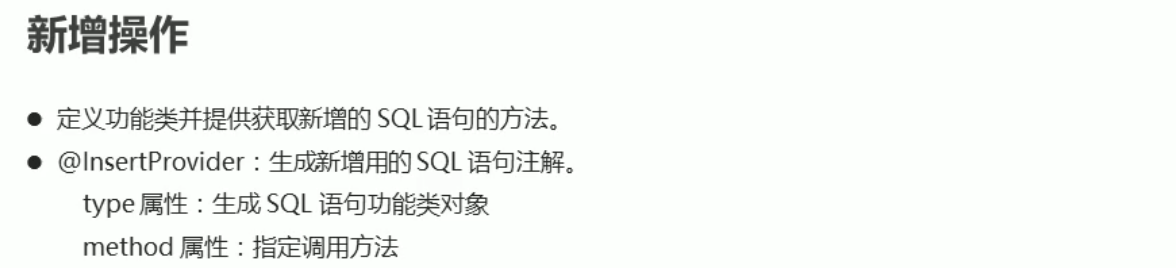 新增操作
● 定义功能类并提供获取新增的 SQL 语句的方法。
● @InsertProvider：生成新增用的 SQL 语句注解。
type 属性：生成 SQL 语句功能类对象
method 属性：指定调用方法